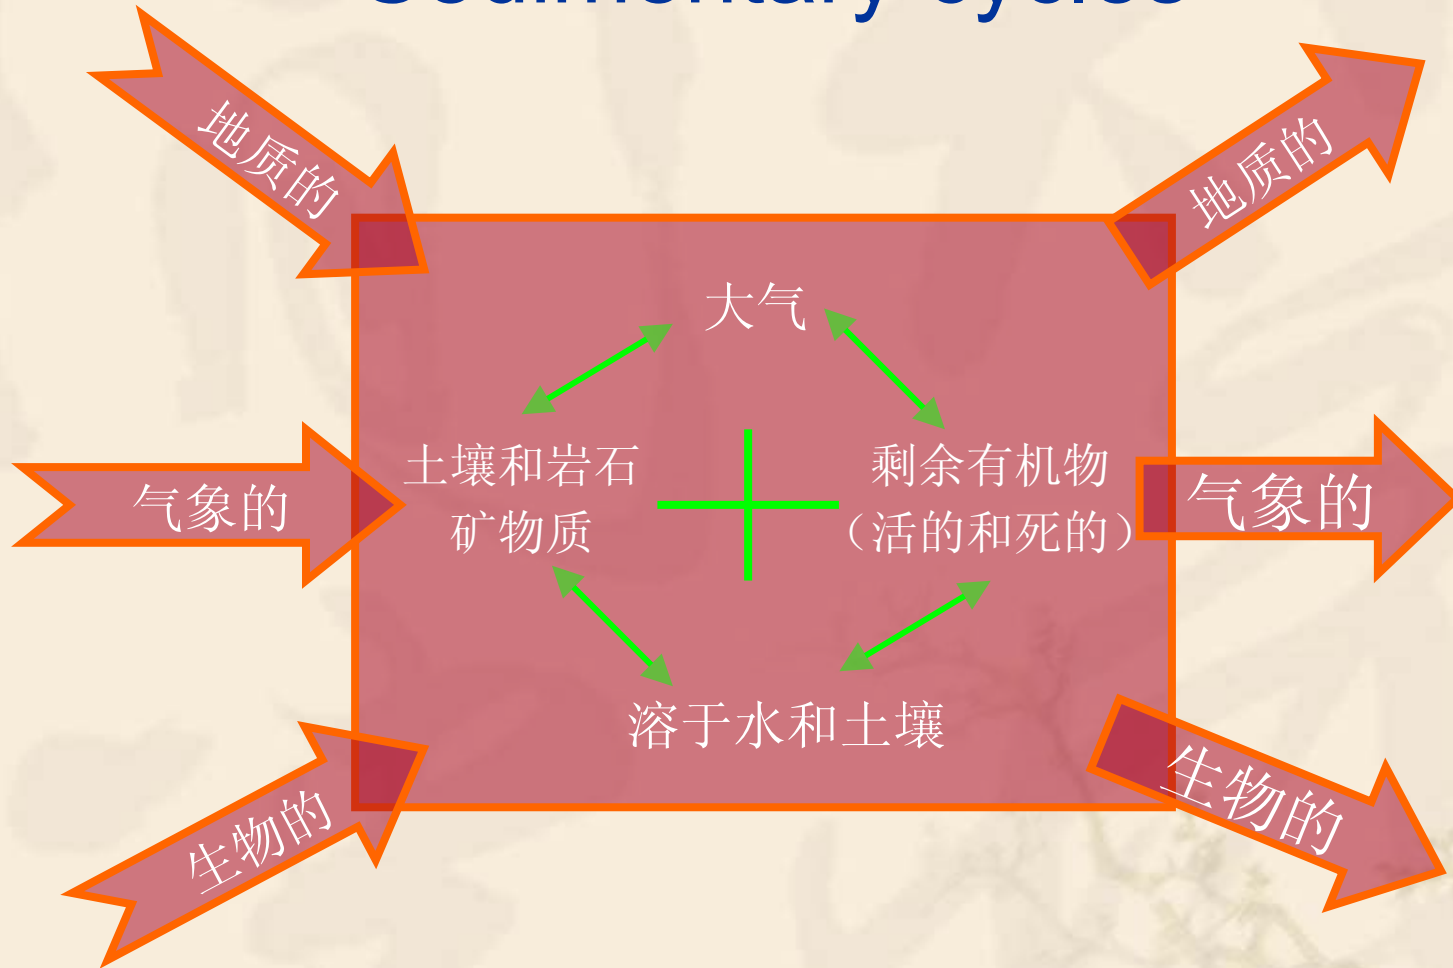 Sedimentary cycles
地质的
地质的
大气
土壤和岩石
矿物质
剩余有机物
（活的和死的）
气象的
气象的
溶于水和土壤
生物的
生物的